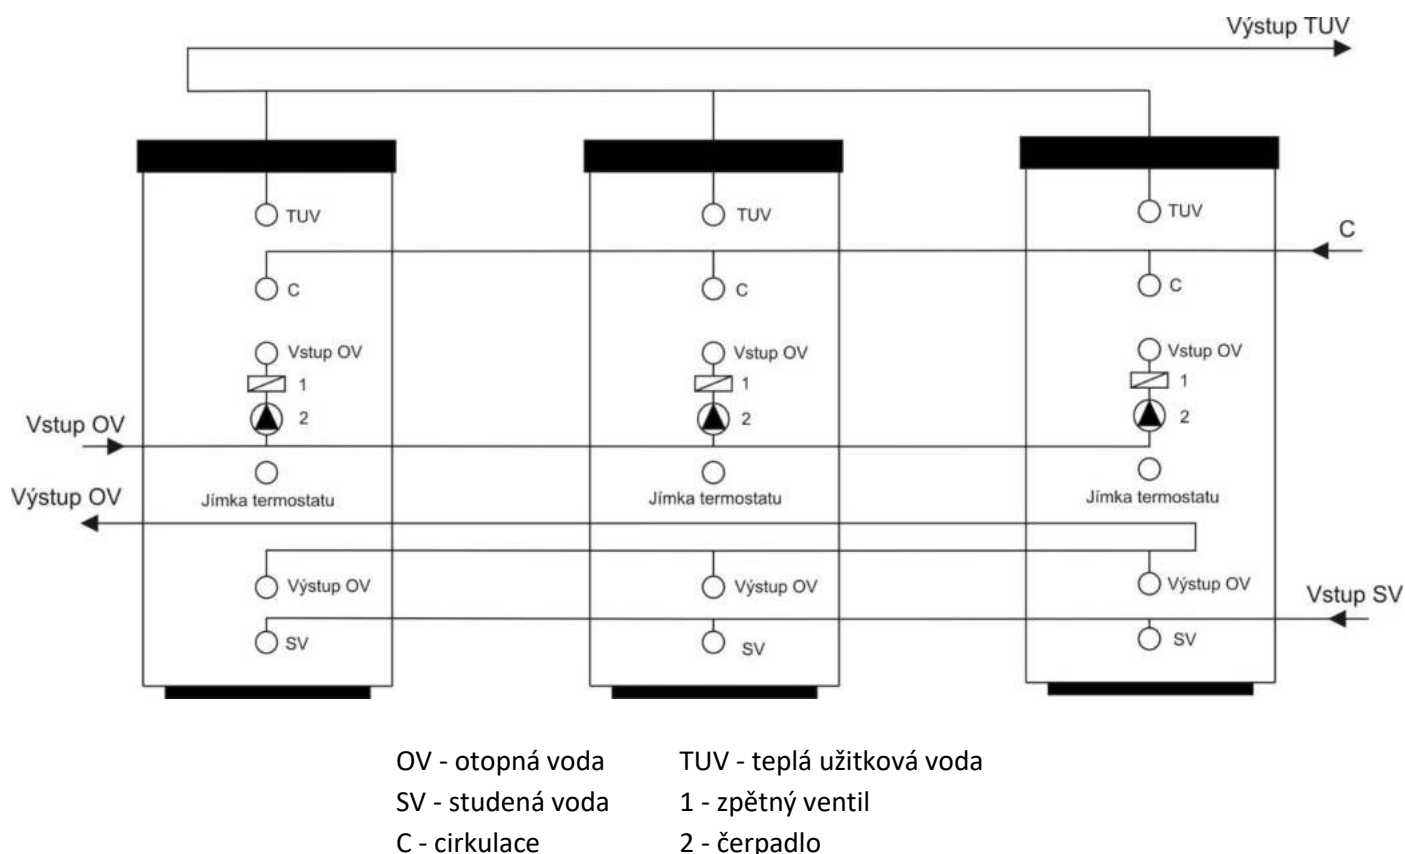 Výstup TUV
TUV TUV TUV
C
C C C
Vstup OV Vstup OV Vstup OV
1 1 1
Vstup OV 2 2 2
Výstup OV Jímka termostatu Jímka termostatu Jímka termostatu
Výstup OV Výstup OV Výstup OV
Vstup SV
SV SV SV
OV - otopná voda TUV - teplá užitková voda
SV - studená voda 1 - zpětný ventil
C - cirkulace 2 - čerpadlo